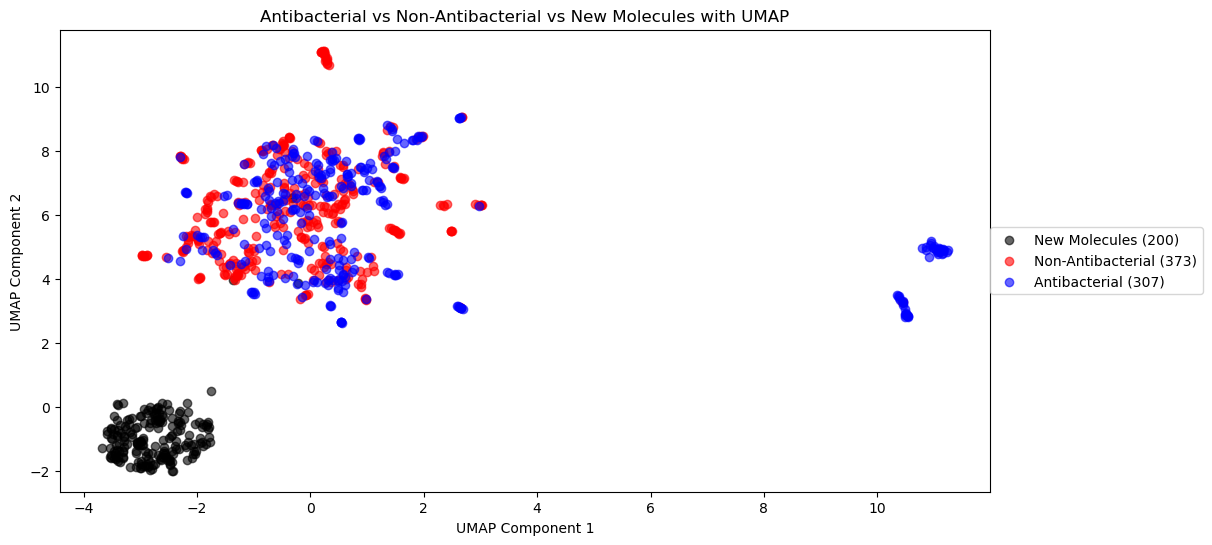 Antibacterial vs Non-Antibacterial vs New Molecules with UMAP
UMAP Component 2
10
8
6
4
2
0
−2
New Molecules (200)
Non-Antibacterial (373)
Antibacterial (307)
−4
−2
0
2
4
6
8
10
UMAP Component 1